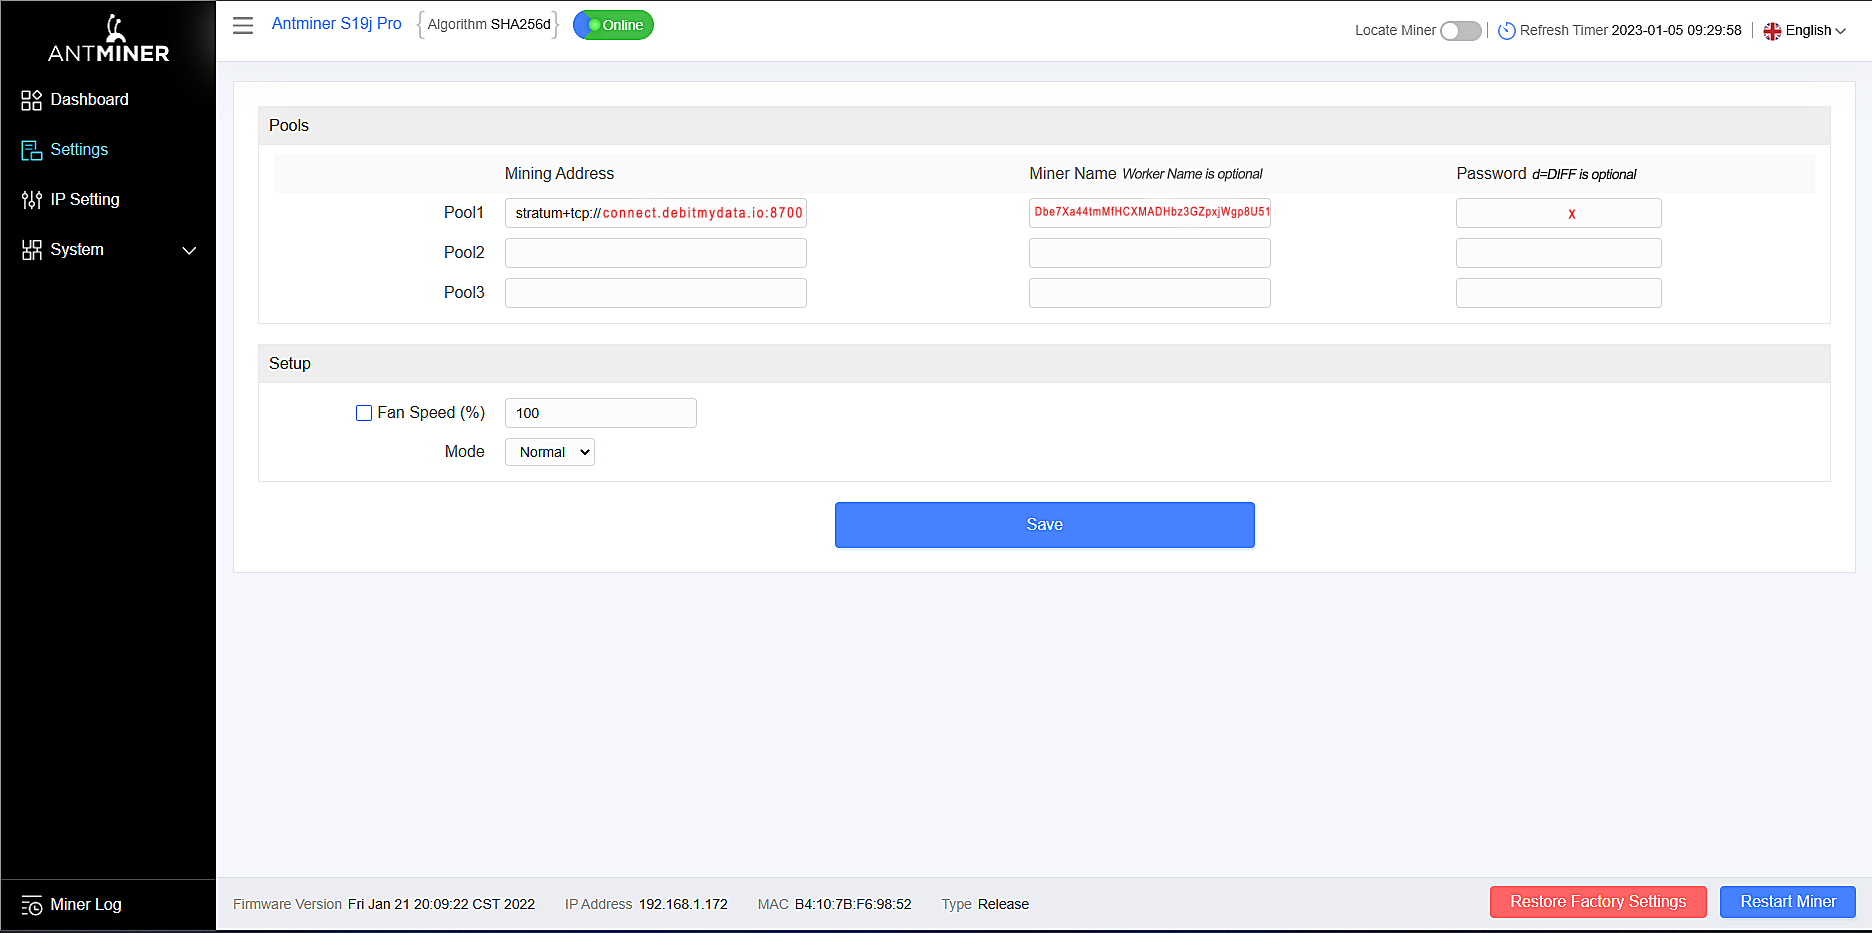 ANTMINER
Dashboard
Settings
IP Setting
System
Miner Log
Antminer S19j Pro
Algorithm SHA256d
Online
Locate Miner
Refresh Timer 2023-01-05 09:29:58
English
Pools
Mining Address
Miner Name Worker Name is optional
Password d=DIFF is optional
Pool1
stratum+tcp://connect.debitmydata.io:8700
Dbe7Xa44tmMfHCXMADHbz3GZpxjWgp8U51
x
Pool2
Pool3
Setup
Fan Speed (%)
100
Mode
Normal
Save
Firmware Version Fri Jan 21 20:09:22 CST 2022
IP Address 192.168.1.172
MAC B4:10:7B:F6:98:52
Type Release
Restore Factory Settings
Restart Miner